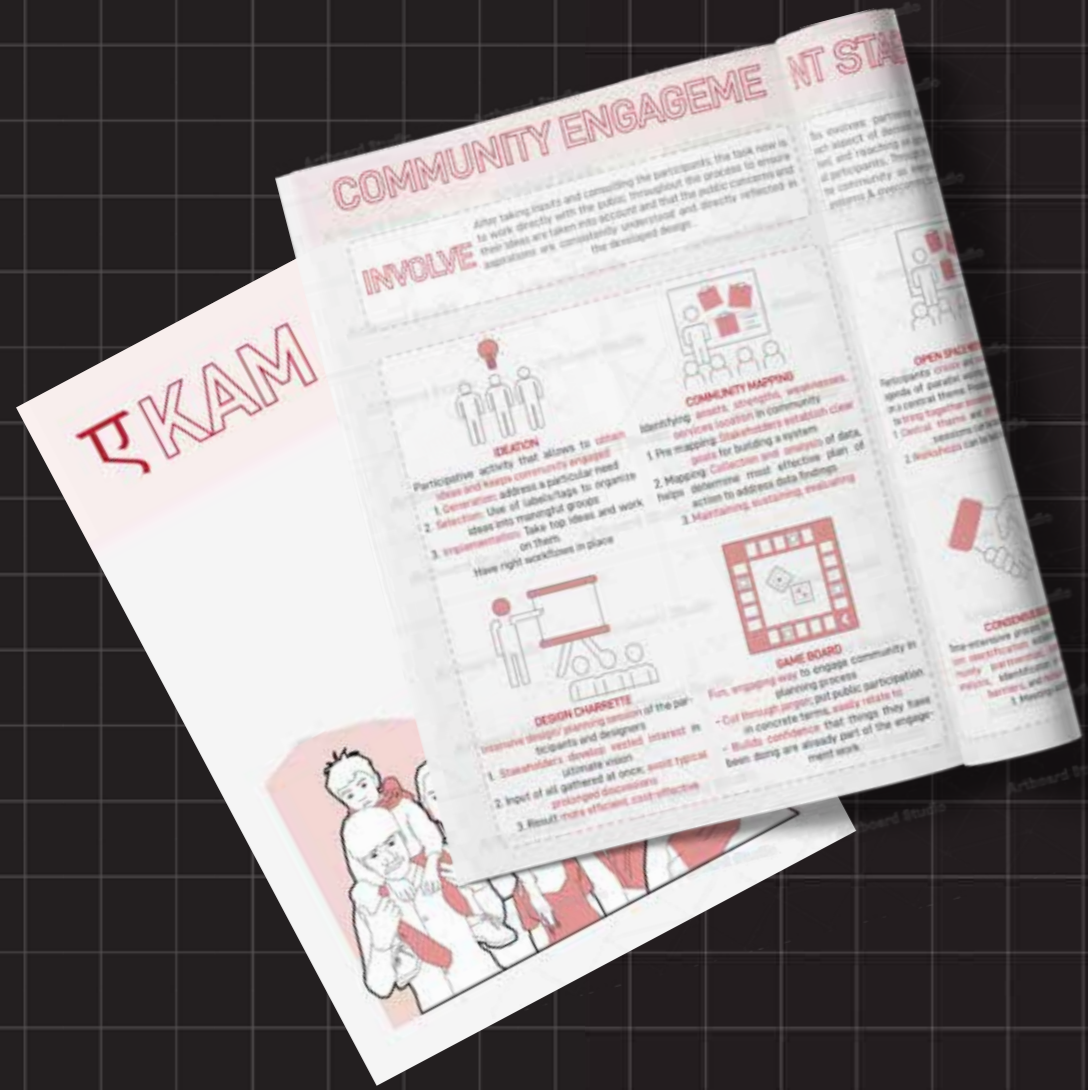 एKAM
COMMUNITY ENGAGEME
NT STA
INVOLVE
After taking inputs and consulting the participants, the task now is
to work directly with the public throughout the process to ensure
their ideas are taken into account and that the public concerns and
aspirations are consistently understood and directly reflected in
the developed design.
IDEATION
Participative activity that allows to obtain
ideas and keeps community engaged
1. Generation: address a particular need
2. Selection: Use of labels/tags to organize
ideas into meaningful groups
3. Implementation: Take top ideas and work
on them.
Have right workflows in place
COMMUNITY MAPPING
Identifying assets, strengths, weaknesses,
services location in community
1. Pre mapping: Stakeholders establish clear
goals for building a system
2. Mapping: Collection and analysis of data,
helps determine most effective plan of
action to address data findings
3. Maintaining, sustaining, evaluating
DESIGN CHARRETTE
Intensive design/ planning session of the par-
ticipants and designers
1. Stakeholders develop vested interest in
ultimate vision
2. Input of all gathered at once, avoid typical
prolonged discussions
3. Result: more efficient, cost-effective
GAME BOARD
Fun, engaging way to engage community in
planning process
- Cut through jargon; put public participation
in concrete terms, easily relate to
- Builds confidence that things they have
been doing are already part of the engage-
ment work
OPEN SPACE
CONSENSUS
Artboard Studio